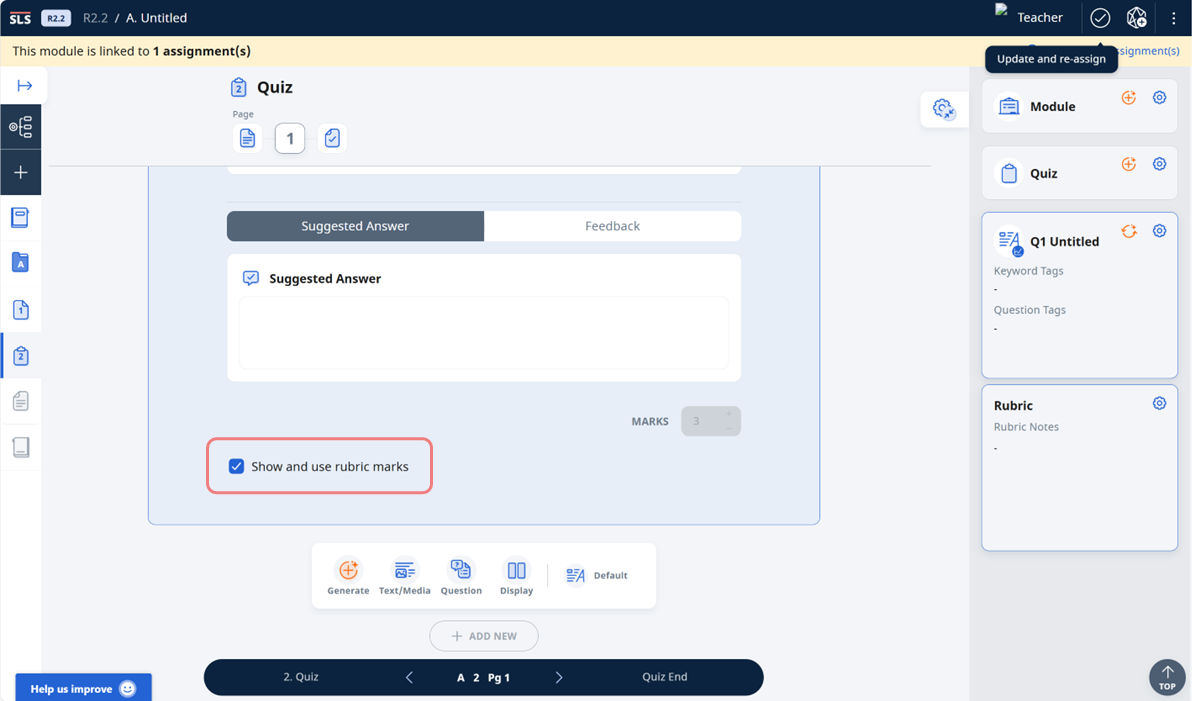 SLS R2.2 R2.2 / A. Untitled Teacher
This module is linked to 1 assignment(s)
ssignment(s)
Update and re-assign
2 Quiz
Page
1
Suggested Answer Feedback
Suggested Answer
MARKS 3
Show and use rubric marks
Generate Text/Media Question Display Default
ADD NEW
2. Quiz A 2 Pg 1 Quiz End
A
1
2
Help us improve
Module
Quiz
Q1 Untitled
Keyword Tags
-
Question Tags
-
Rubric
Rubric Notes
-
TOP